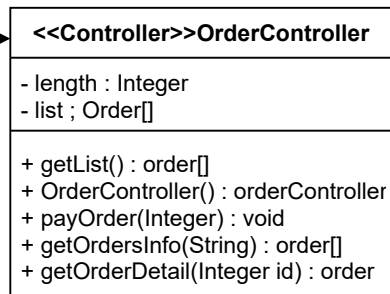 <<Controller>>OrderController
- length : Integer
- list ; Order[]
+ getList() : order[]
+ OrderController() : orderController
+ payOrder(Integer) : void
+ getOrdersInfo(String) : order[]
+ getOrderDetail(Integer id) : order